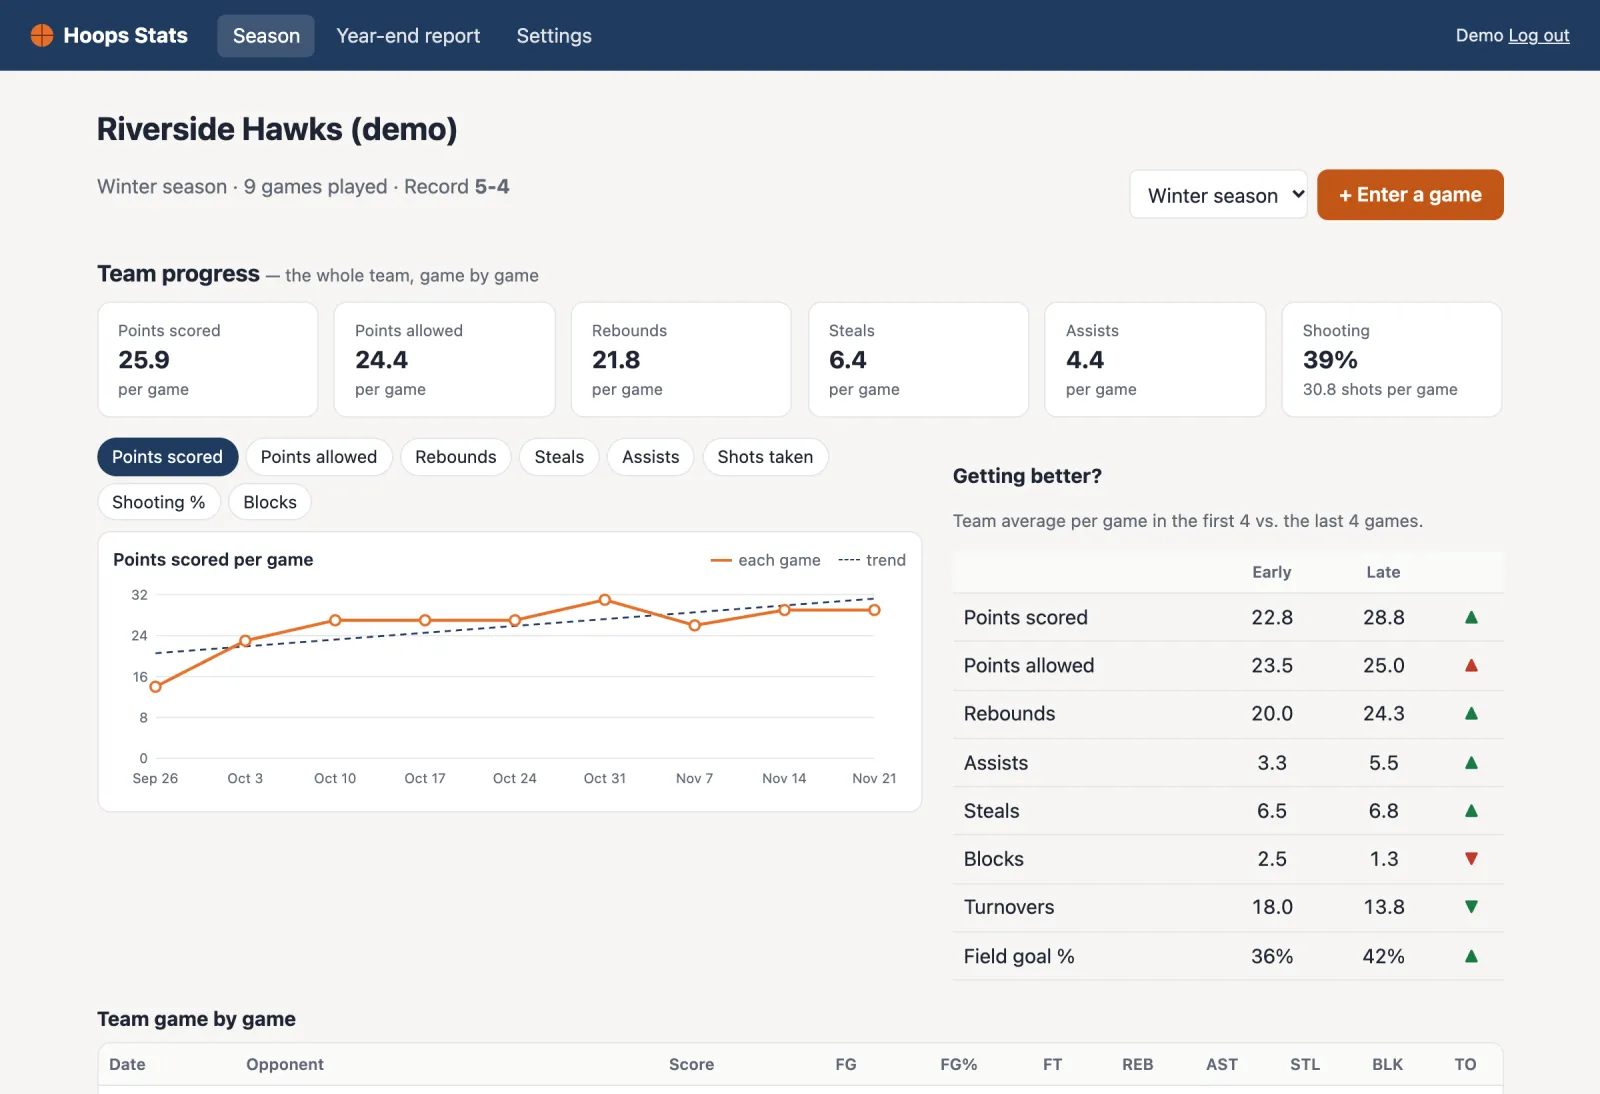 Hoops Stats Season Year-end report Settings Demo Log out
Riverside Hawks (demo)
Winter season · 9 games played · Record 5-4
Winter season + Enter a game
Team progress — the whole team, game by game
Points scored Points allowed Rebounds Steals Assists Shooting
25.9 24.4 21.8 6.4 4.4 39%
per game per game per game per game per game 30.8 shots per game
Points scored Points allowed Rebounds Steals Assists Shots taken
Shooting % Blocks
Points scored per game each game trend
32
24
16
8
0
Sep 26 Oct 3 Oct 10 Oct 17 Oct 24 Oct 31 Nov 7 Nov 14 Nov 21
Getting better?
Team average per game in the first 4 vs. the last 4 games.
Early Late
Points scored 22.8 28.8 ▲
Points allowed 23.5 25.0 ▲
Rebounds 20.0 24.3 ▲
Assists 3.3 5.5 ▲
Steals 6.5 6.8 ▲
Blocks 2.5 1.3 ▼
Turnovers 18.0 13.8 ▼
Field goal % 36% 42% ▲
Team game by game
Date Opponent Score FG FG% FT REB AST STL BLK TO